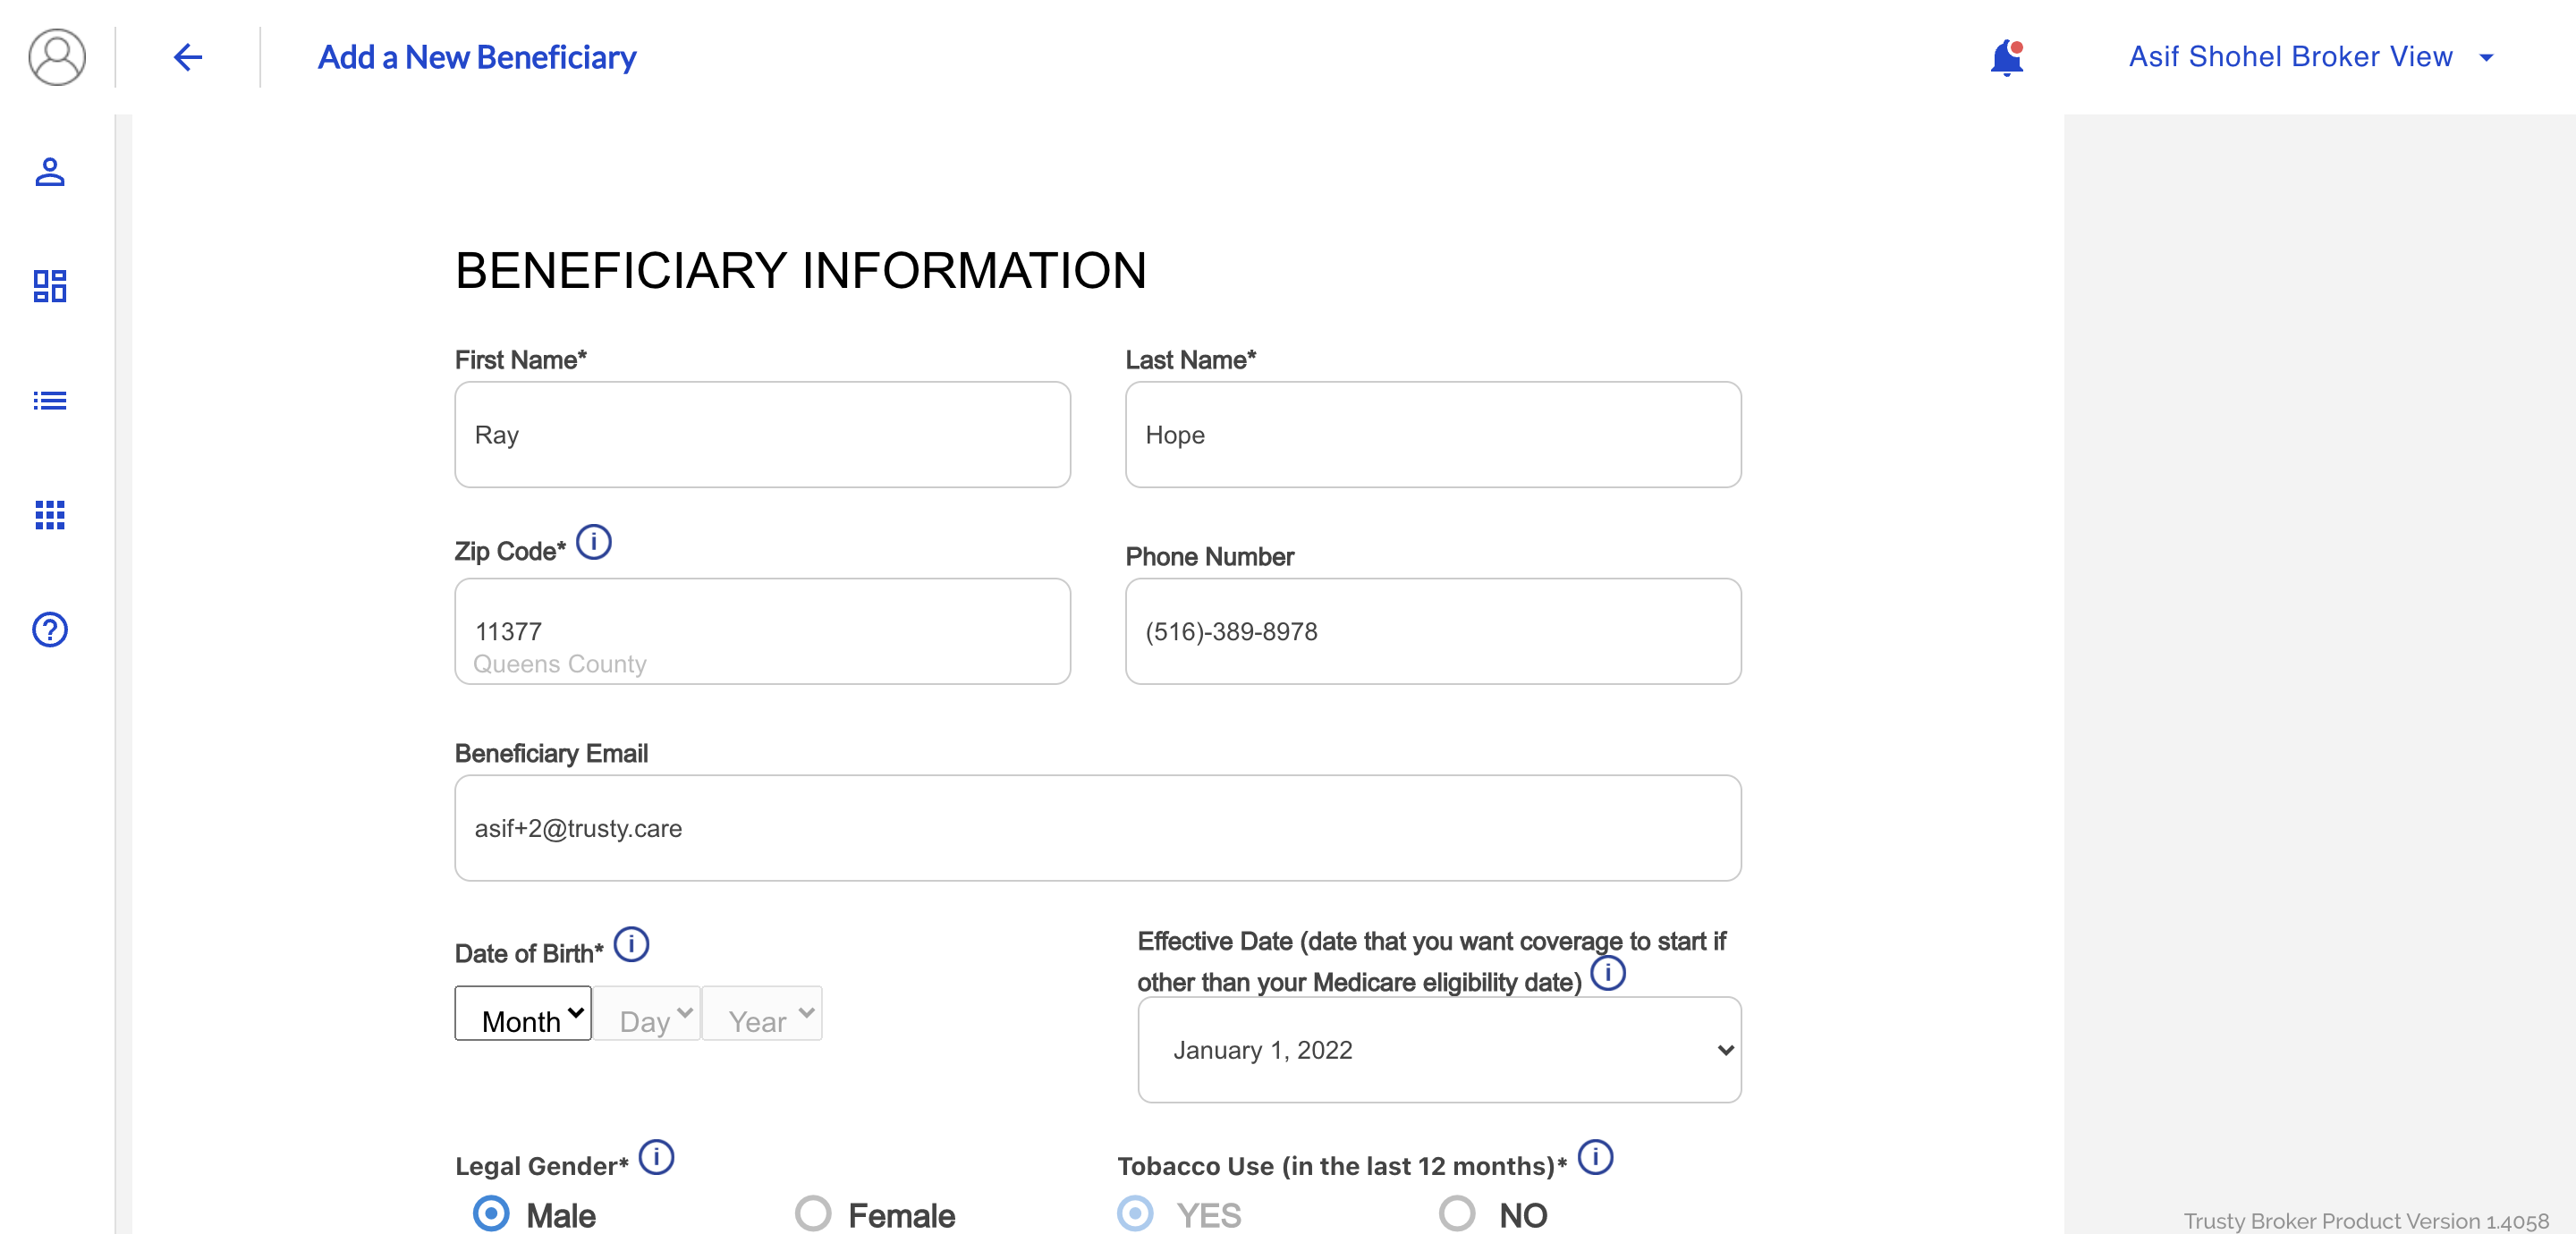 Add a New Beneficiary
Asif Shohel Broker View
BENEFICIARY INFORMATION
First Name*
Last Name*
Ray
Hope
Zip Code* i
Phone Number
11377
Queens County
(516)-389-8978
Beneficiary Email
asif+2@trusty.care
Date of Birth* i
Effective Date (date that you want coverage to start if
other than your Medicare eligibility date) i
Month Day Year
January 1, 2022
Legal Gender* i
Tobacco Use (in the last 12 months)* i
Male Female
YES NO
Trusty Broker Product Version 1.4058